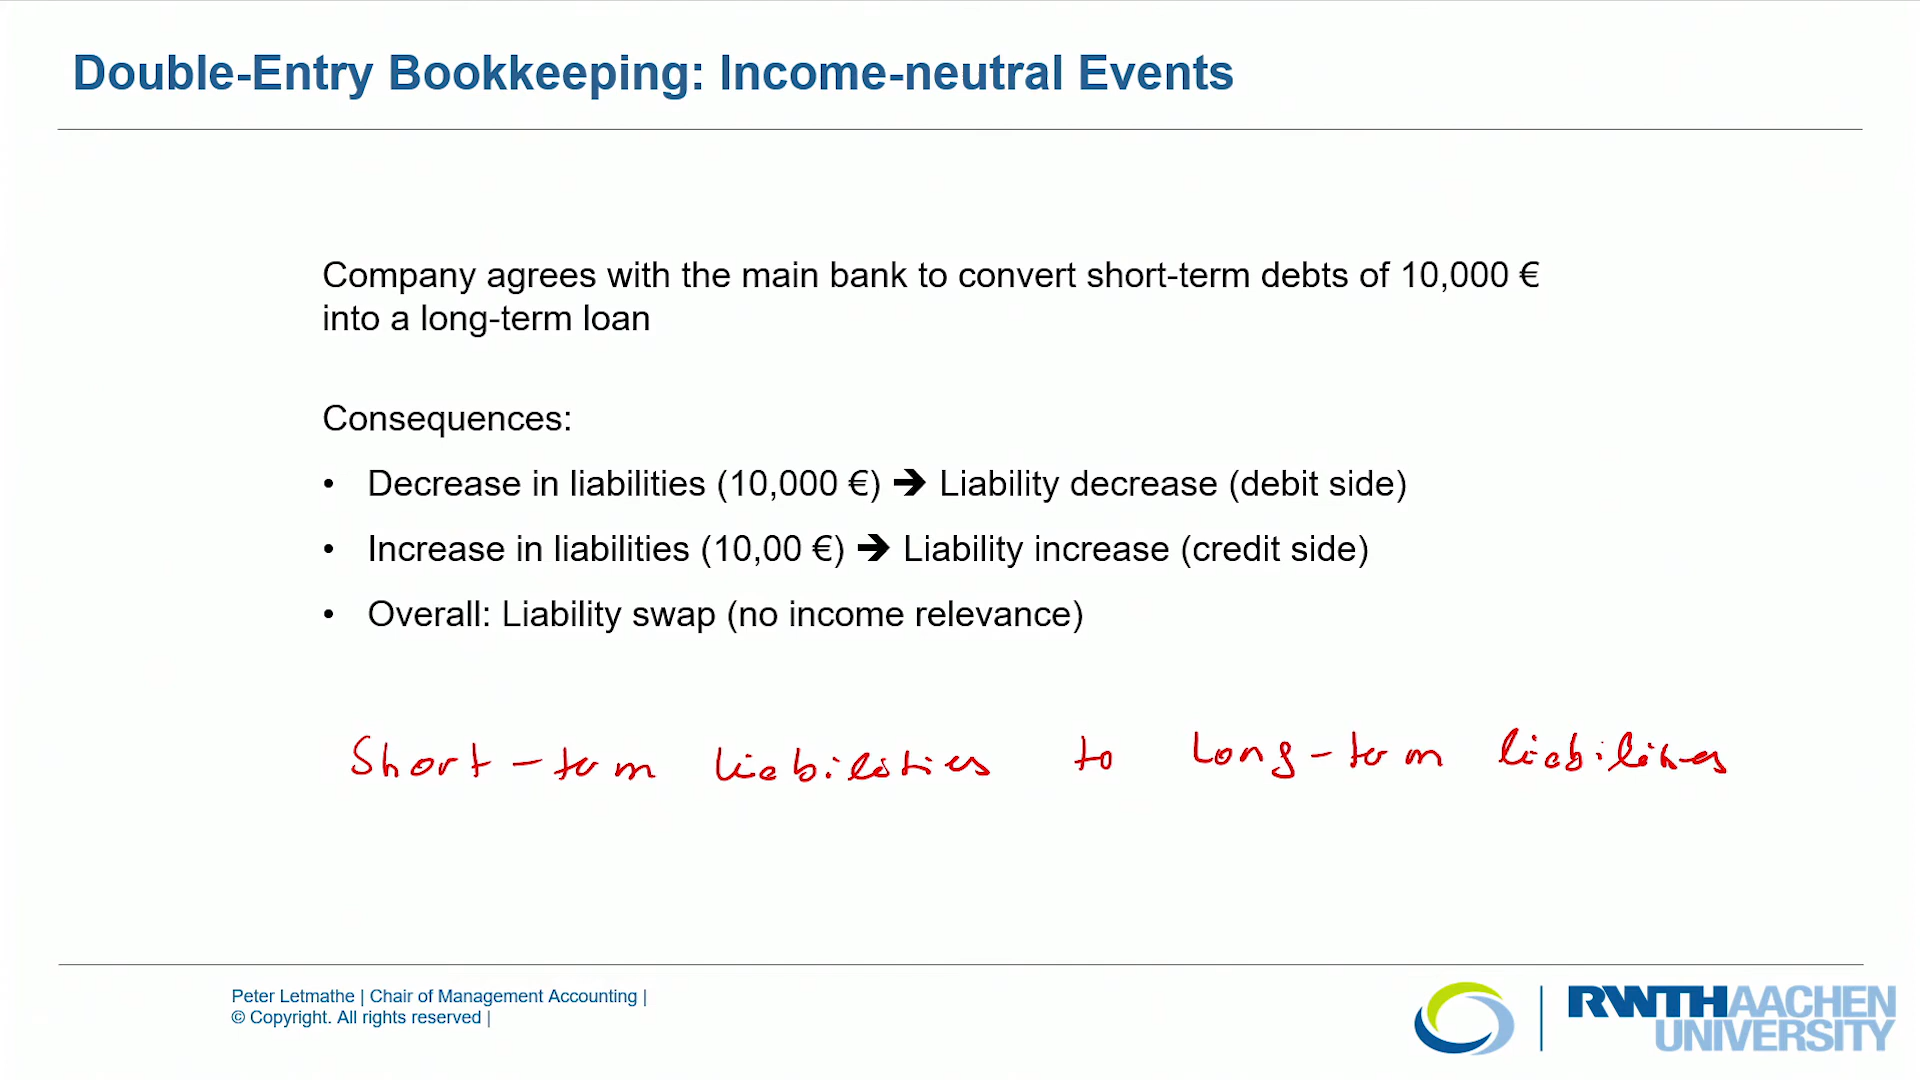 Double-Entry Bookkeeping: Income-neutral Events
Company agrees with the main bank to convert short-term debts of 10,000 €
into a long-term loan
Consequences:
• Decrease in liabilities (10,000 €) ➔ Liability decrease (debit side)
• Increase in liabilities (10,00 €) ➔ Liability increase (credit side)
• Overall: Liability swap (no income relevance)
Short-term liabilities to Long-term liabilities
Peter Letmathe | Chair of Management Accounting |
© Copyright. All rights reserved |
RWTH AACHEN
UNIVERSITY